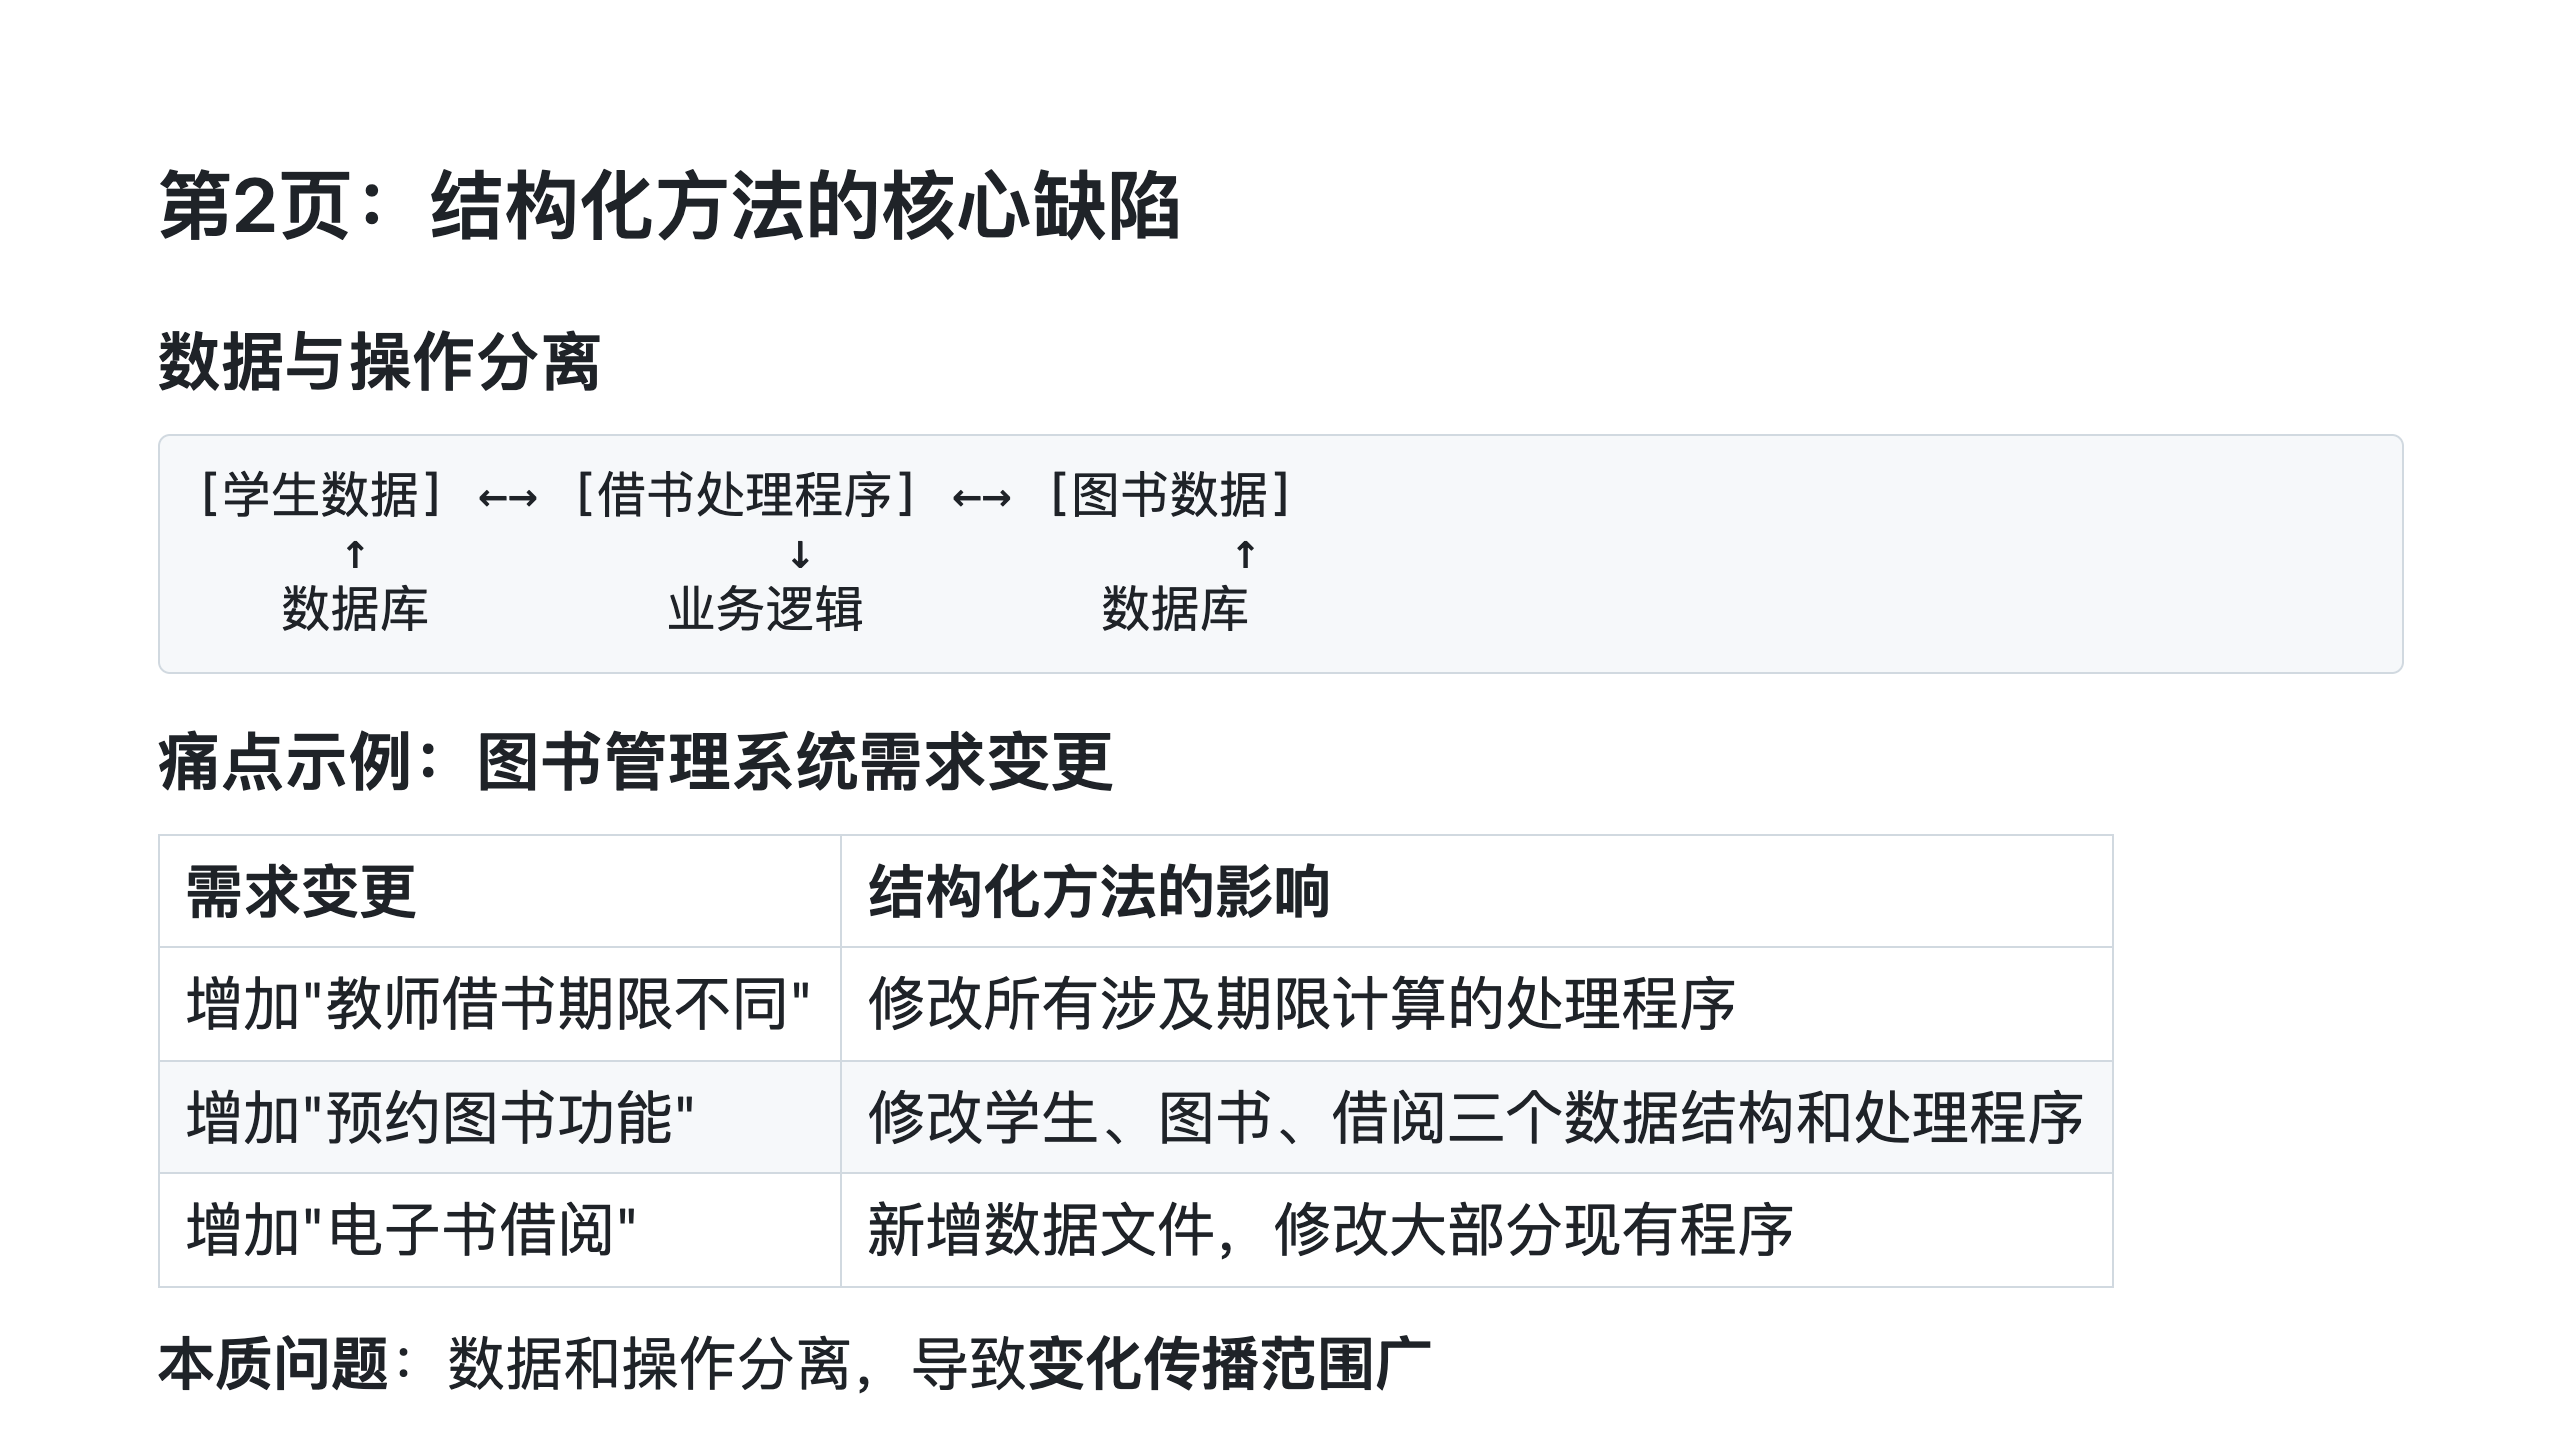 第2页：结构化方法的核心缺陷
数据与操作分离
[学生数据] ←→ [借书处理程序] ←→ [图书数据]
↑ ↓ ↑
数据库 业务逻辑 数据库
痛点示例：图书管理系统需求变更
需求变更 结构化方法的影响
增加"教师借书期限不同" 修改所有涉及期限计算的处理程序
增加"预约图书功能" 修改学生、图书、借阅三个数据结构和处理程序
增加"电子书借阅" 新增数据文件，修改大部分现有程序
本质问题：数据和操作分离，导致变化传播范围广